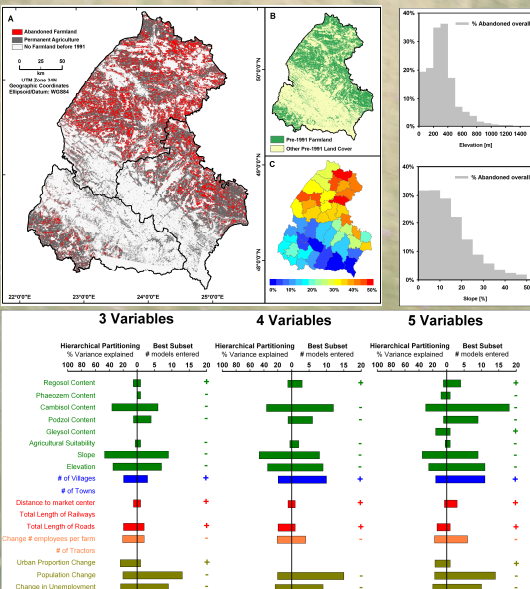 A
Abandoned Farmland
Permanent Agriculture
No Farmland before 1991
0 25 50
km
UTM Zone 34N
Geographic Coordinates
Ellipsoid/Datum: WGS84
22°0'0"E 23°0'0"E 24°0'0"E 25°0'0"E
B
Pre-1991 Farmland
Other Pre-1991 Land Cover
50°0'0"N
49°0'0"N
48°0'0"N
C
0% 10% 20% 30% 40% 50%
% Abandoned overall
40%
30%
20%
10%
0%
0 200 400 600 800 1000 1400
Elevation [m]
% Abandoned overall
40%
30%
20%
10%
0%
0 10 20 30 40 50
Slope [%]
3 Variables 4 Variables 5 Variables
Hierarchical Partitioning Best Subset Hierarchical Partitioning Best Subset Hierarchical Partitioning Best Subset
% Variance explained # models entered % Variance explained # models entered % Variance explained # models entered
100 80 60 40 20 0 5 10 15 20 100 80 60 40 20 0 5 10 15 20 100 80 60 40 20 0 5 10 15 20
Regosol Content + + +
Phaeozem Content - -
Cambisol Content - - -
Podzol Content - - -
Gleysol Content +
Agricultural Suitability - - -
Slope - - -
Elevation - - -
# of Villages + + +
# of Towns
Distance to market center + + +
Total Length of Railways
Total Length of Roads + + +
Change # employees per farm - - -
# of Tractors
Urban Proportion Change + +
Population Change - - -
Change in Unemployment - - -